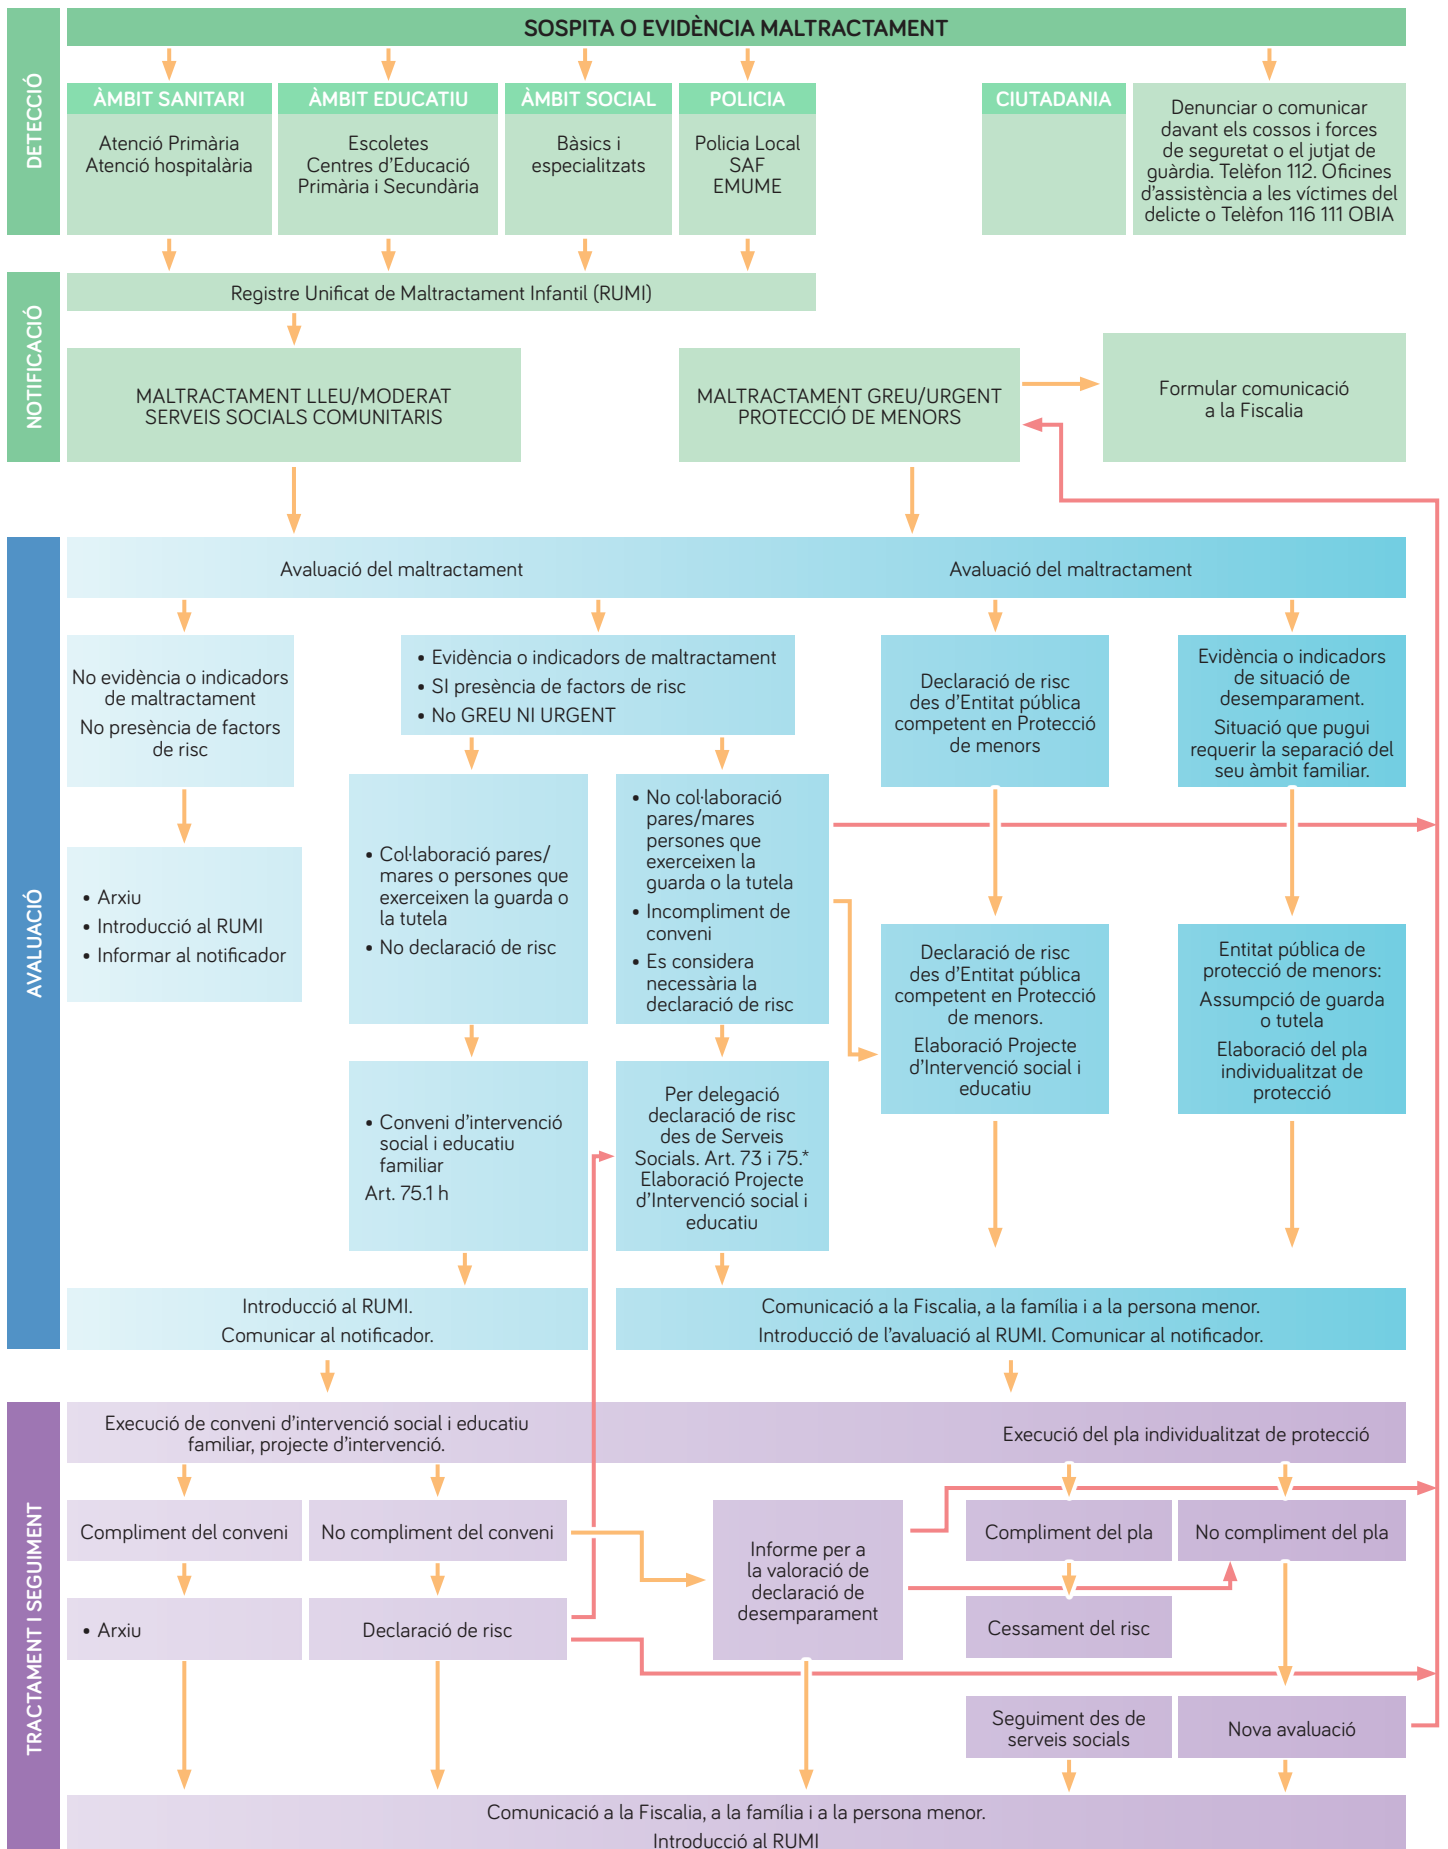 DETECCIÓ
SOSPITA O EVIDÈNCIA MALTRACTAMENT
ÀMBIT SANITARI
Atenció Primària
Atenció hospitalària
ÀMBIT EDUCATIU
Escoletes
Centres d'Educació
Primària i Secundària
ÀMBIT SOCIAL
Bàsics i
especialitzats
POLICIA
Policia Local
SAF
EMUME
CIUTADANIA
Denunciar o comunicar
davant els cossos i forces
de seguretat o el jutjat de
guàrdia. Telèfon 112. Oficines
d'assistència a les víctimes del
delicte o Telèfon 116 111 OBIA
NOTIFICACIÓ
Registre Unificat de Maltractament Infantil (RUMI)
MALTRACTAMENT LLEU/MODERAT
SERVEIS SOCIALS COMUNITARIS
MALTRACTAMENT GREU/URGENT
PROTECCIÓ DE MENORS
Formular comunicació
a la Fiscalia
AVALUACIÓ
Avaluació del maltractament
Avaluació del maltractament
No evidència o indicadors
de maltractament
No presència de factors
de risc
• Evidència o indicadors de maltractament
• SI presència de factors de risc
• No GREU NI URGENT
Declaració de risc
des d'Entitat pública
competent en Protecció
de menors
Evidència o indicadors
de situació de
desemparament.
Situació que pugui
requerir la separació del
seu àmbit familiar.
• Arxiu
• Introducció al RUMI
• Informar al notificador
• Col·laboració pares/
mares o persones que
exerceixen la guarda o
la tutela
• No declaració de risc
• No col·laboració
pares/mares
persones que
exerceixen la
guarda o la tutela
• Incompliment de
conveni
• Es considera
necessària la
declaració de risc
Declaració de risc
des d'Entitat pública
competent en Protecció
de menors.
Elaboració Projecte
d'Intervenció social i
educatiu
Entitat pública de
protecció de menors:
Assumpció de guarda
o tutela
Elaboració del pla
individualitzat de
protecció
• Conveni d'intervenció
social i educatiu
familiar
Art. 75.1 h
Per delegació
declaració de risc
des de Serveis
Socials. Art. 73 i 75.*
Elaboració Projecte
d'Intervenció social i
educatiu
Introducció al RUMI.
Comunicar al notificador.
Comunicació a la Fiscalia, a la família i a la persona menor.
Introducció de l'avaluació al RUMI. Comunicar al notificador.
TRACTAMENT I SEGUIMENT
Execució de conveni d'intervenció social i educatiu
familiar, projecte d'intervenció.
Execució del pla individualitzat de protecció
Compliment del conveni
No compliment del conveni
Informe per a
la valoració de
declaració de
desemparament
Compliment del pla
No compliment del pla
• Arxiu
Declaració de risc
Cessament del risc
Seguiment des de
serveis socials
Nova avaluació
Comunicació a la Fiscalia, a la família i a la persona menor.
Introducció al RUMI